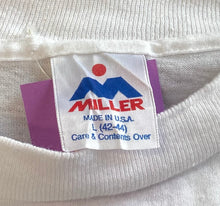 MILLER
MADE IN U.S.A.
L (42-44)
Care & Contents Over